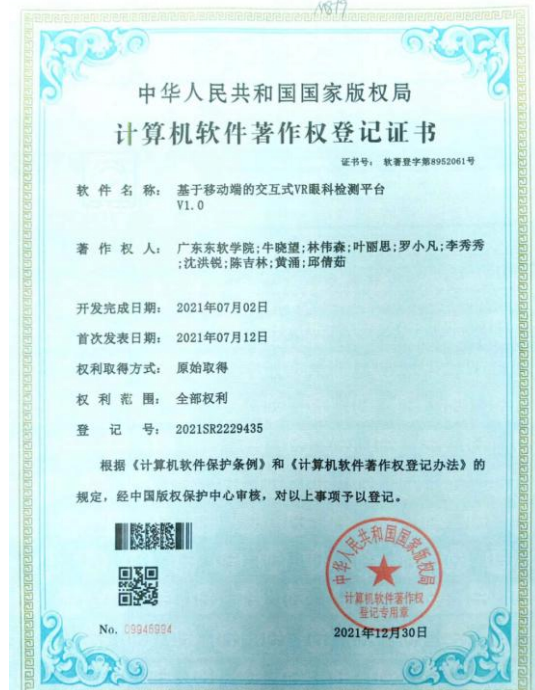 中华人民共和国国家版权局
计算机软件著作权登记证书
证书号: 软著登字第8952061号
软件名称: 基于移动端的交互式VR眼科检测平台
V1.0
著作权人: 广东东软学院;牛晓望;林伟森;叶丽思;罗小凡;李秀秀
;沈洪锐;陈吉林;黄涌;邱倩茹
开发完成日期: 2021年07月02日
首次发表日期: 2021年07月12日
权利取得方式: 原始取得
权利范围: 全部权利
登记号: 2021SR2229435
根据《计算机软件保护条例》和《计算机软件著作权登记办法》的
规定,经中国版权保护中心审核,对以上事项予以登记。
中华人民共和国国家版权局
计算机软件著作权
登记专用章
No. 09946994
2021年12月30日